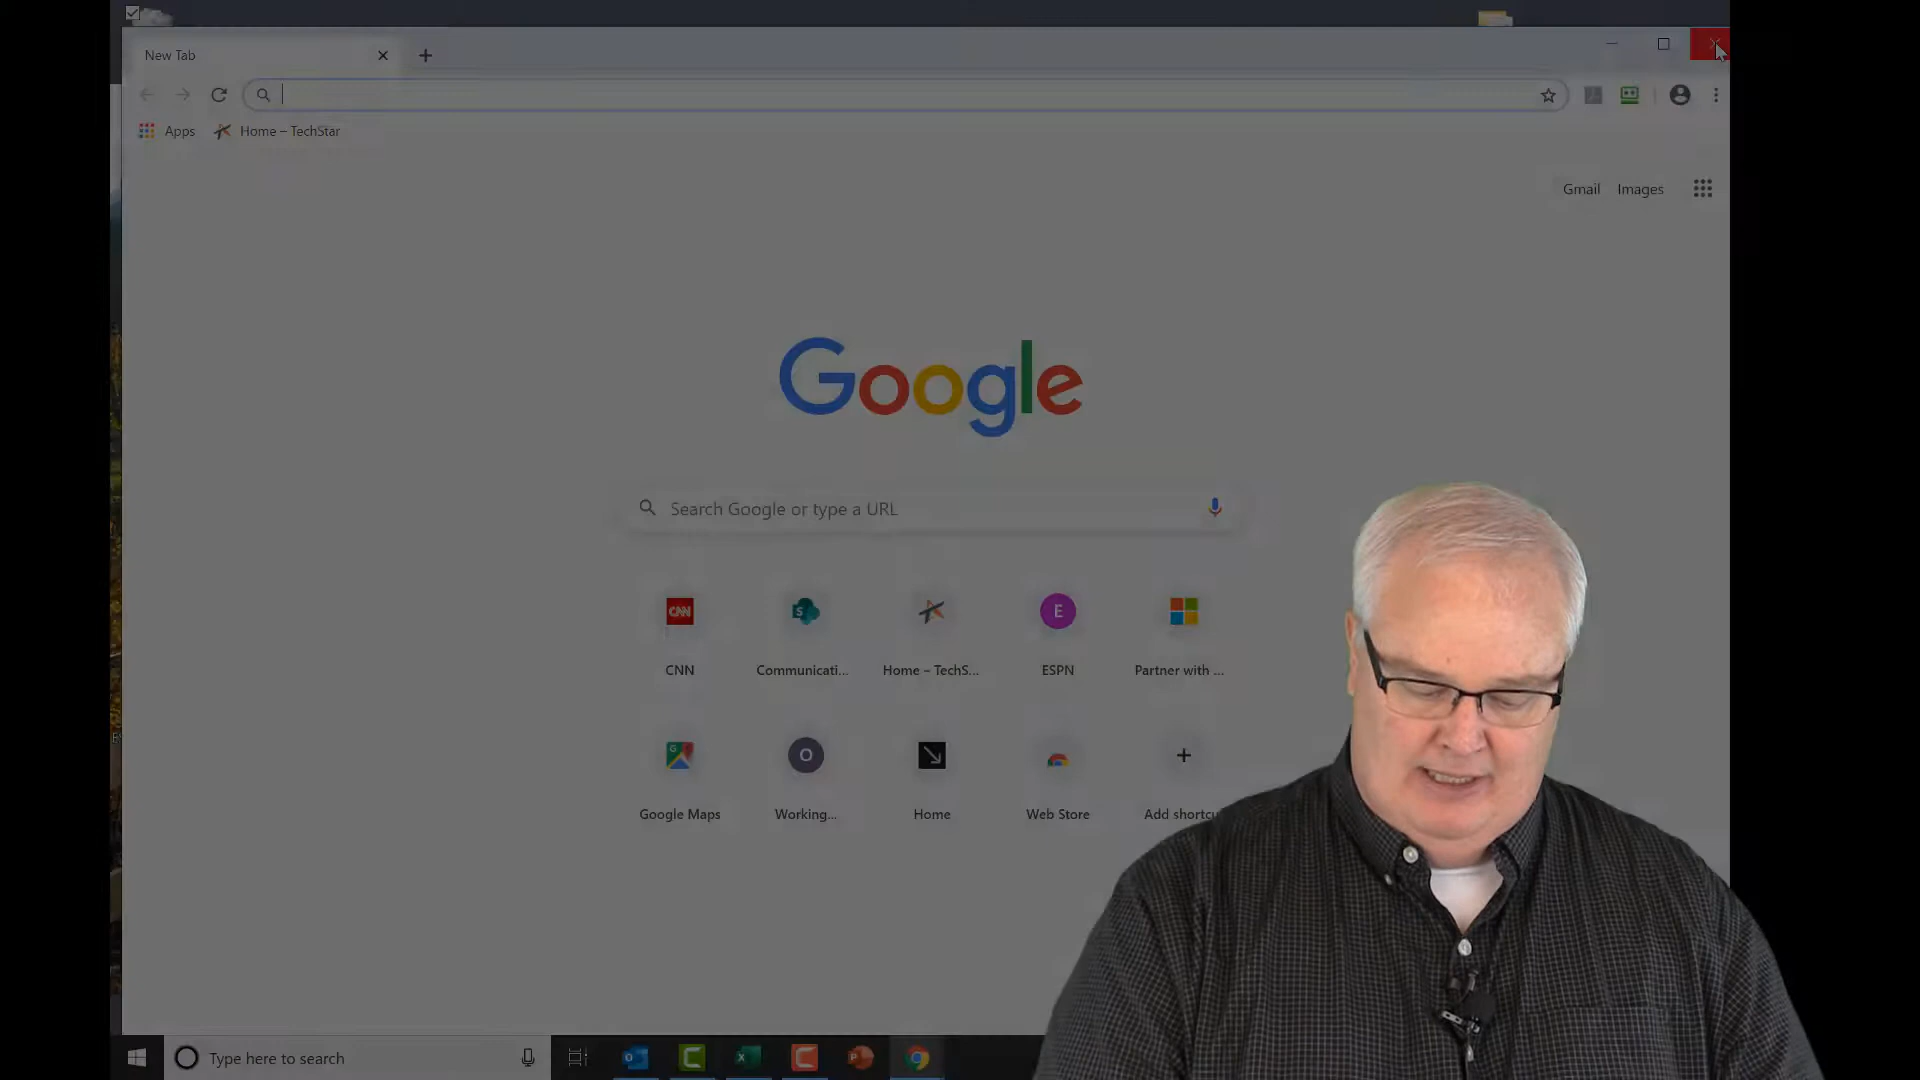 New Tab
Apps
Home – TechStar
Gmail
Images
Google
Search Google or type a URL
CNN
S
E
CNN
Communicati...
Home – TechS...
ESPN
Partner with ...
G
O
Google Maps
Working...
Home
Web Store
Add shortcu
Type here to search